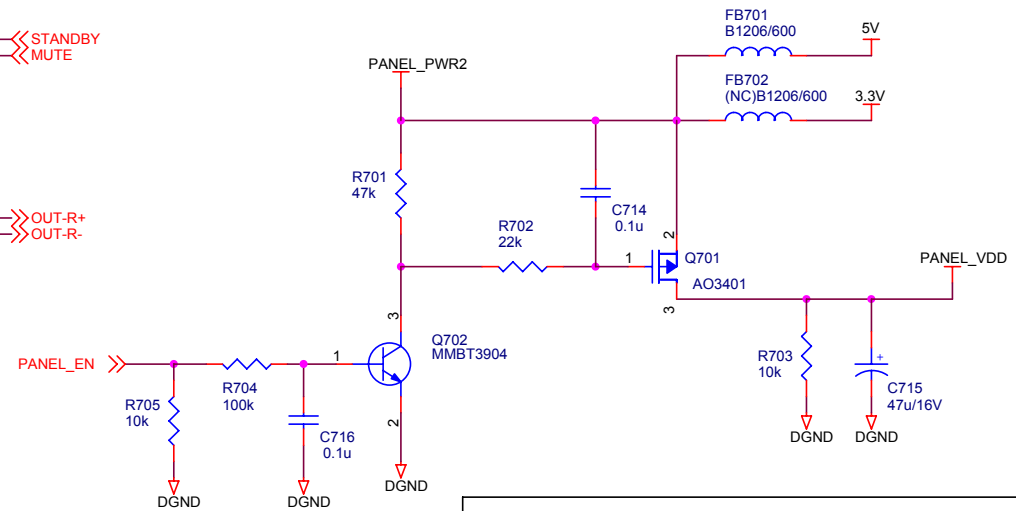 STANDBY
MUTE
FB701
B1206/600
5V
PANEL_PWR2
FB702
(NC)B1206/600
3.3V
R701
47k
C714
0.1u
OUT-R+
OUT-R-
R702
22k
2
1
Q701
PANEL_VDD
AO3401
3
3
Q702
MMBT3904
1
PANEL_EN
R703
10k
R704
100k
C715
47u/16V
R705
10k
C716
0.1u
2
DGND
DGND
DGND
DGND
DGND
+